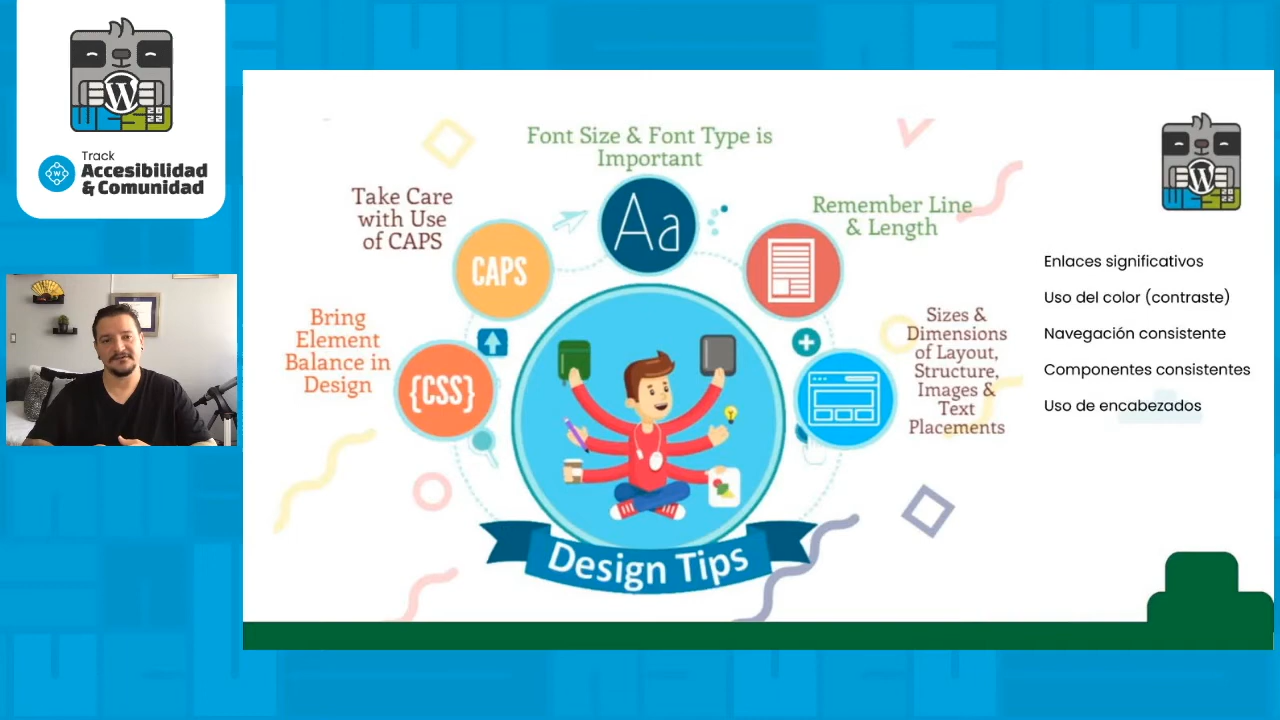 Track
Accesibilidad
& Comunidad
Font Size & Font Type is
Important
Take Care
with Use
of CAPS
Remember Line
& Length
Aa
CAPS
Bring
Element
Balance in
Design
{CSS}
Sizes &
Dimensions
of Layout,
Structure,
Images &
Text
Placements
Design Tips
Enlaces significativos
Uso del color (contraste)
Navegación consistente
Componentes consistentes
Uso de encabezados